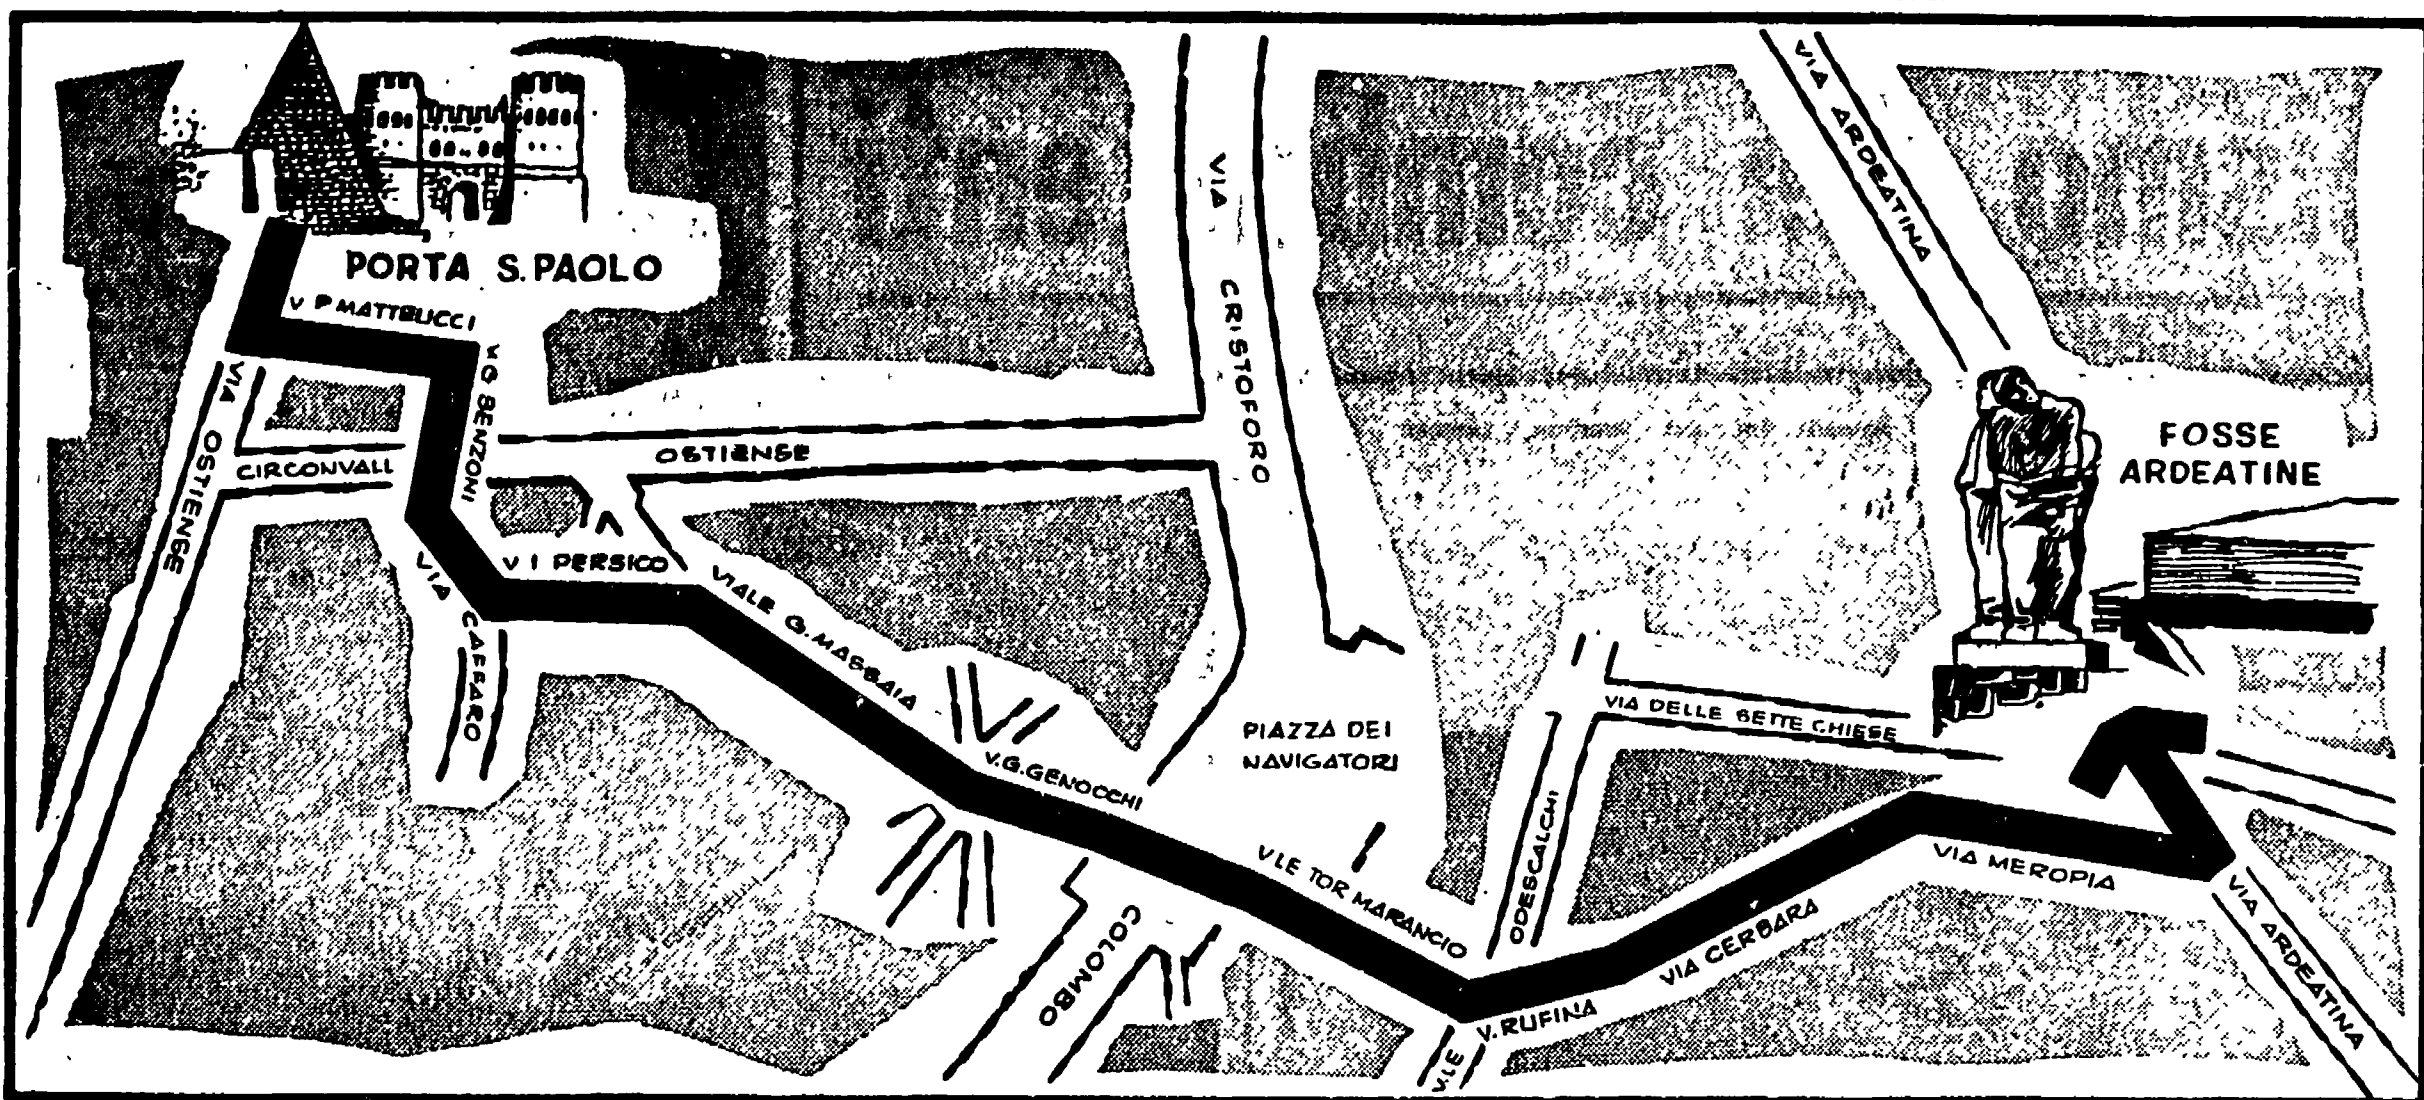 PORTA S. PAOLO
V P MATTEUCCI
V. G BENZONI
VIA OSTIENSE
CIRCONVALL
OSTIENSE
VIA CRISTOFORO
VIA ARDEATINA
FOSSE
ARDEATINE
VIA CAFFARO
V I PERSICO
VIALE G. MASSAIA
V.G. GENOCCHI
PIAZZA DEI
NAVIGATORI
VIA DELLE SETTE CHIESE
COLOMBO
V LE TOR MARANCIO
ODESCALCHI
V. RUFINA
V.LE
VIA CERBARA
VIA MEROPIA
VIA ARDEATINA